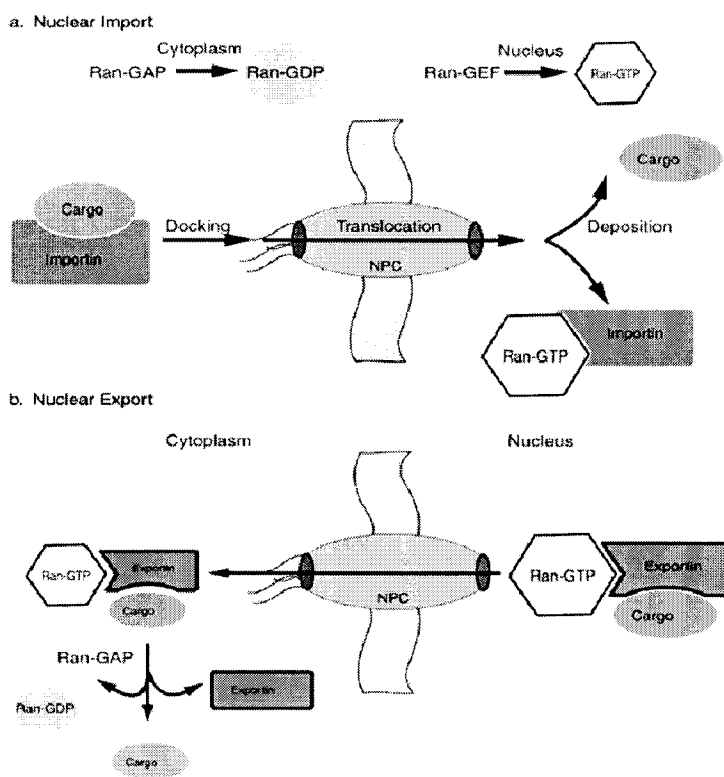 a. Nuclear Import
Cytoplasm
Nucleus
Ran-GAP
Ran-GDP
Ran-GEF
Ran-GTP
Cargo
Cargo
Docking
Translocation
Deposition
Importin
NPC
Importin
Ran-GTP
b. Nuclear Export
Cytoplasm
Nucleus
Ran-GTP
Exportin
Ran-GTP
Exportin
Cargo
NPC
Cargo
Ran-GAP
Exportin
Ran-GDP
Cargo